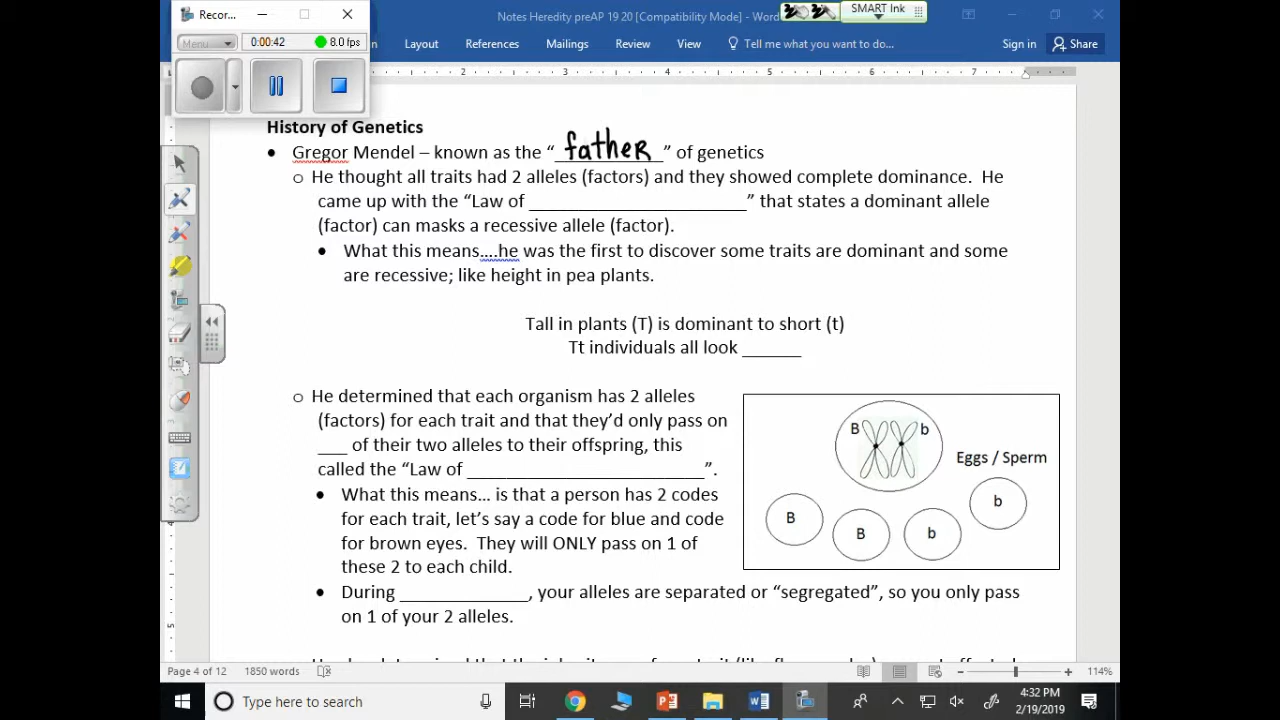 Recor...
Notes Heredity preAP 19 20 [Compatibility Mode] - Word
SMART Ink
Menu
0:00:42
8.0 fps
Layout References Mailings Review View Tell me what you want to do... Sign in Share
2 3 4 5 6 7
History of Genetics
• Gregor Mendel – known as the “father” of genetics
o He thought all traits had 2 alleles (factors) and they showed complete dominance. He
came up with the “Law of ______________________” that states a dominant allele
(factor) can masks a recessive allele (factor).
• What this means....he was the first to discover some traits are dominant and some
are recessive; like height in pea plants.
Tall in plants (T) is dominant to short (t)
Tt individuals all look ______
o He determined that each organism has 2 alleles
(factors) for each trait and that they’d only pass on
___ of their two alleles to their offspring, this
called the “Law of ________________________”.
• What this means... is that a person has 2 codes
for each trait, let’s say a code for blue and code
for brown eyes. They will ONLY pass on 1 of
these 2 to each child.
• During _____________, your alleles are separated or “segregated”, so you only pass
on 1 of your 2 alleles.
B b
Eggs / Sperm
B B b b
Page 4 of 12 1850 words 114%
Type here to search
4:32 PM
2/19/2019